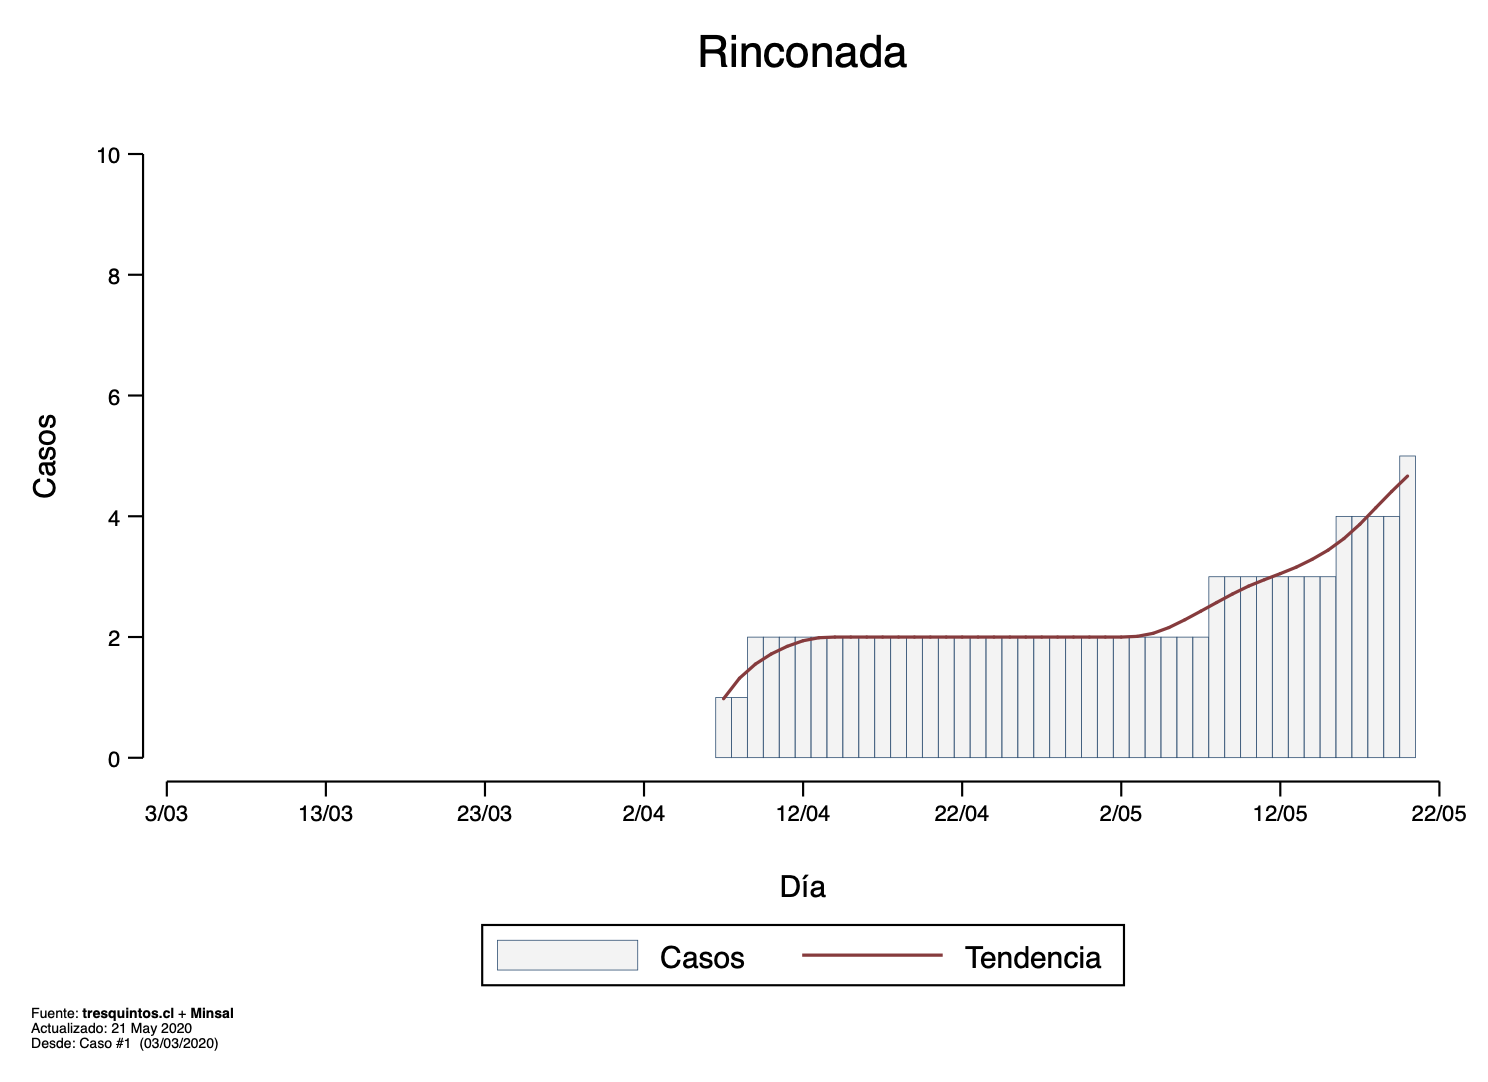 Rinconada
10
8
6
4
2
0
Casos
3/03 13/03 23/03 2/04 12/04 22/04 2/05 12/05 22/05
Día
Casos Tendencia
Fuente: tresquintos.cl + Minsal
Actualizado: 21 May 2020
Desde: Caso #1 (03/03/2020)